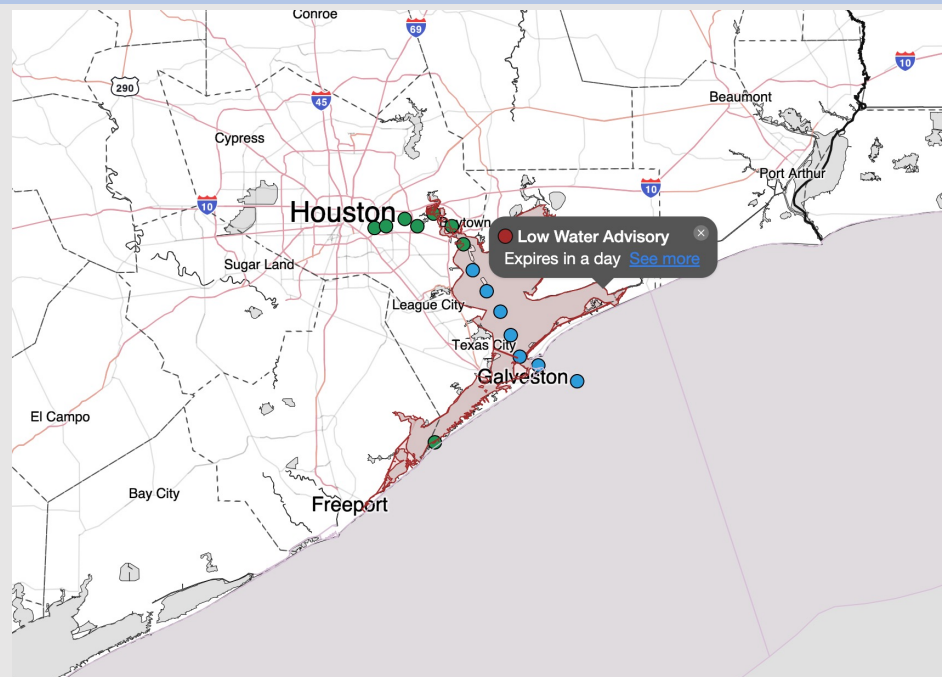 Conroe
69
290
10
45
Beaumont
Cypress
Port Arthur
10
10
Houston
Low Water Advisory
Expires in a day See more
Sugar Land
League City
Texas City
Galveston
El Campo
Bay City
Freeport